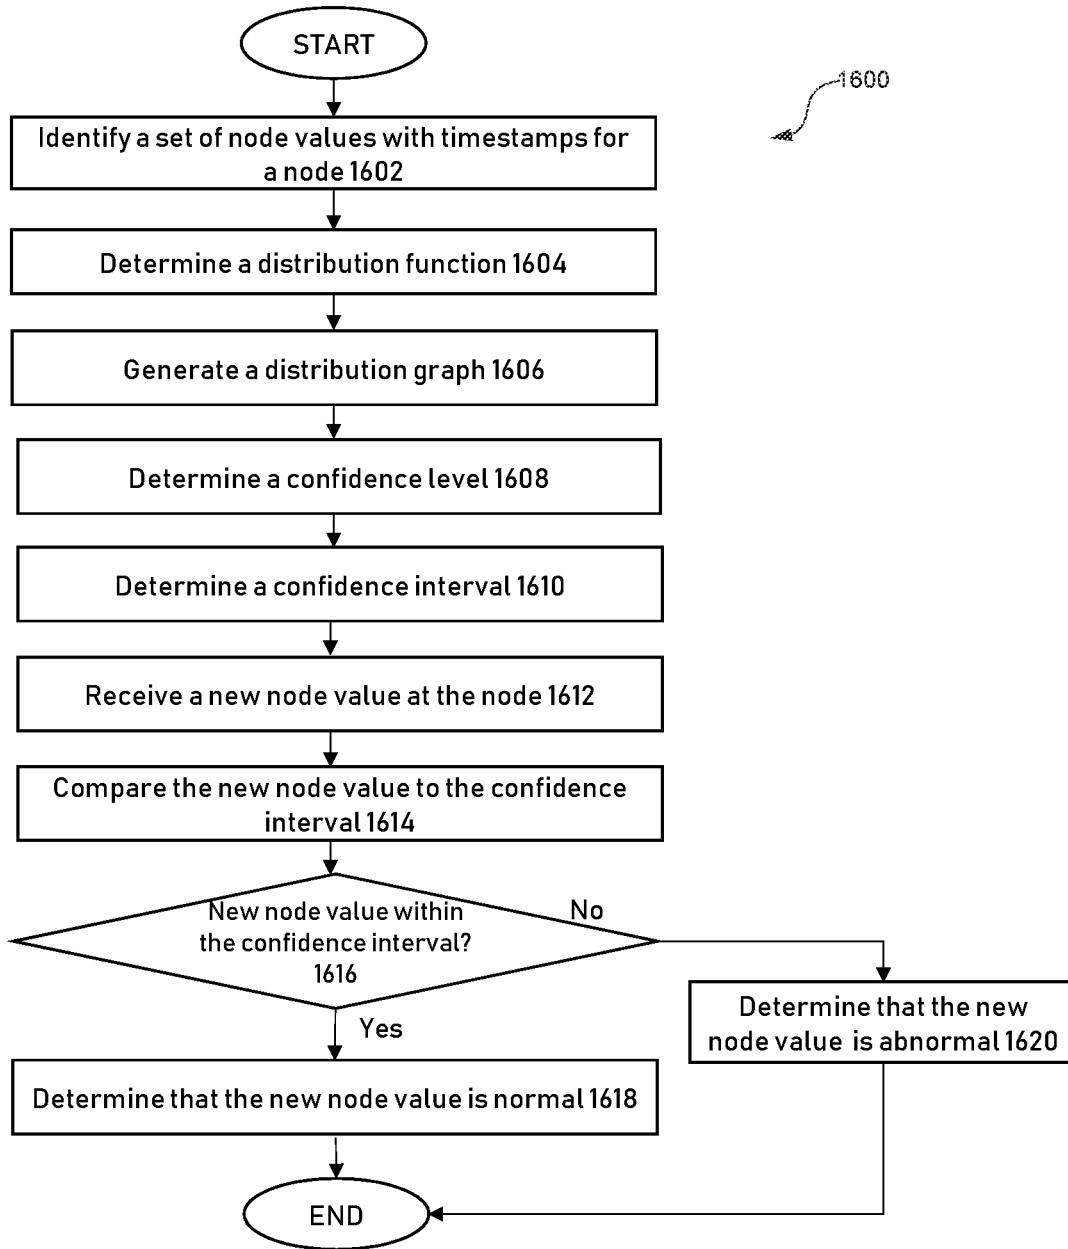 START
1600
Identify a set of node values with timestamps for
a node 1602
Determine a distribution function 1604
Generate a distribution graph 1606
Determine a confidence level 1608
Determine a confidence interval 1610
Receive a new node value at the node 1612
Compare the new node value to the confidence
interval 1614
New node value within
the confidence interval?
1616
No
Yes
Determine that the new
node value is abnormal 1620
Determine that the new node value is normal 1618
END